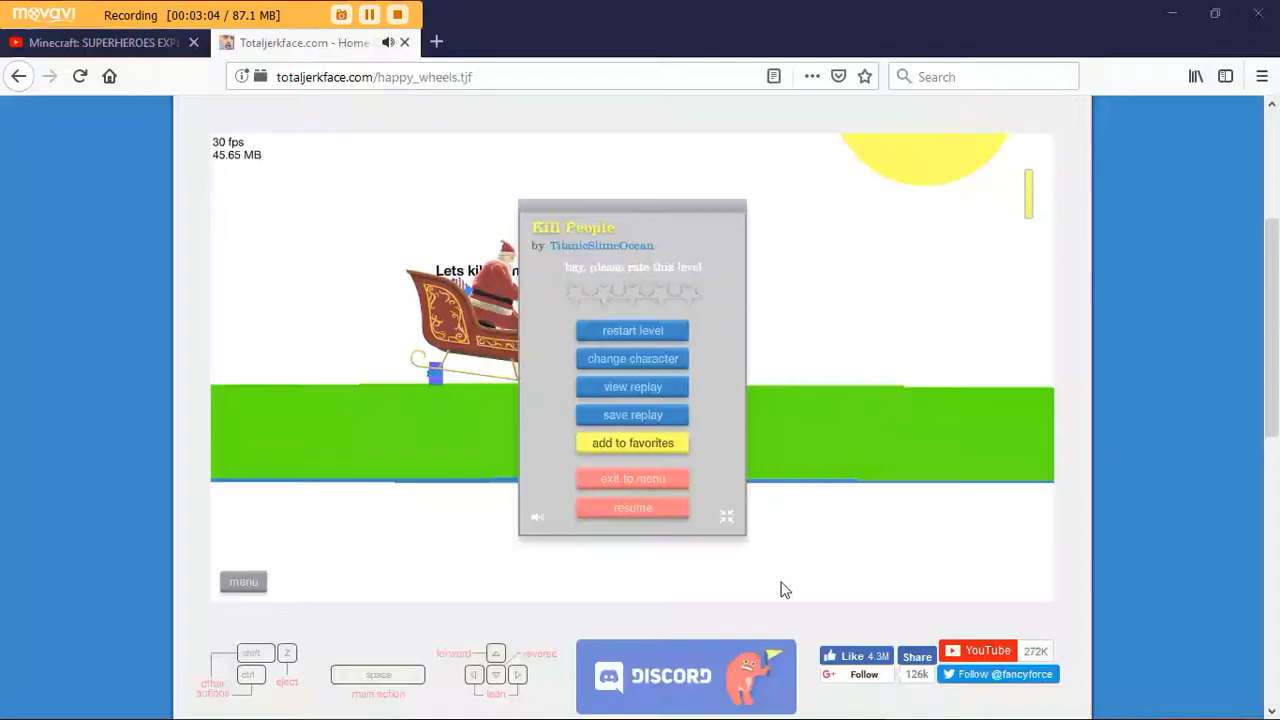 movavi Recording [00:03:04 / 87.1 MB]
Minecraft: SUPERHEROES EXPL
Totaljerkface.com - Home
totaljerkface.com/happy_wheels.tjf
Search
30 fps
45.65 MB
Kill People
by TitanicSlimeOcean
hey, please rate this level
Lets ki
restart level
change character
view replay
save replay
add to favorites
exit to menu
resume
menu
shift Z
ctrl
other actions
eject
space
main action
forward reverse
lean
DISCORD
Like 4.3M Share YouTube 272K
G+ Follow 126k Follow @fancyforce